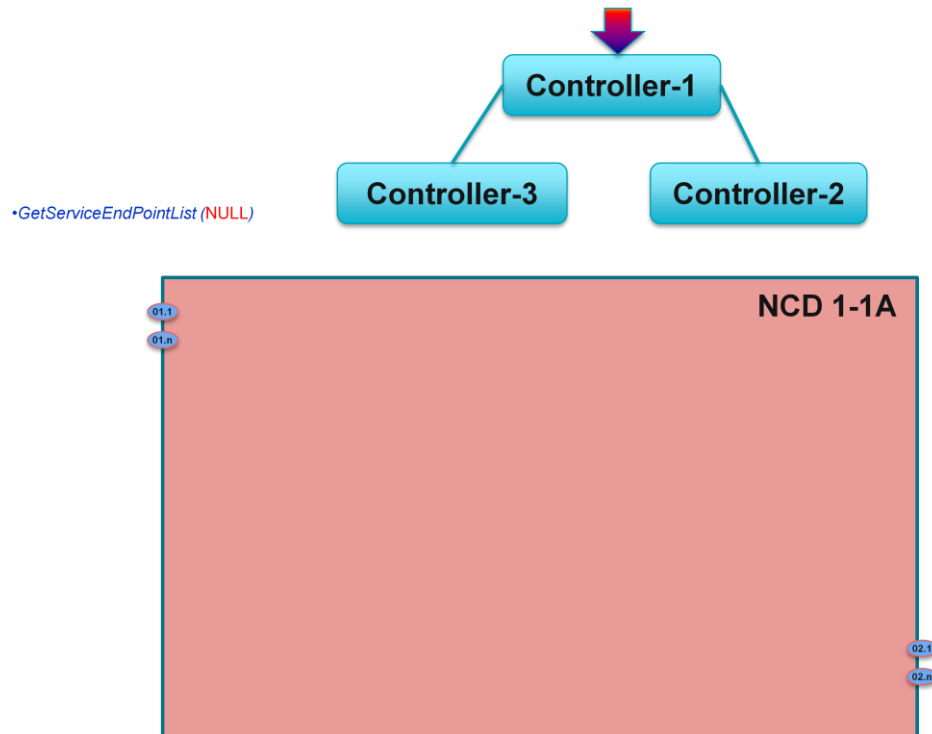 Controller-1
Controller-3
Controller-2
•GetServiceEndPointList (NULL)
NCD 1-1A
01.1
01.n
02.1
02.n